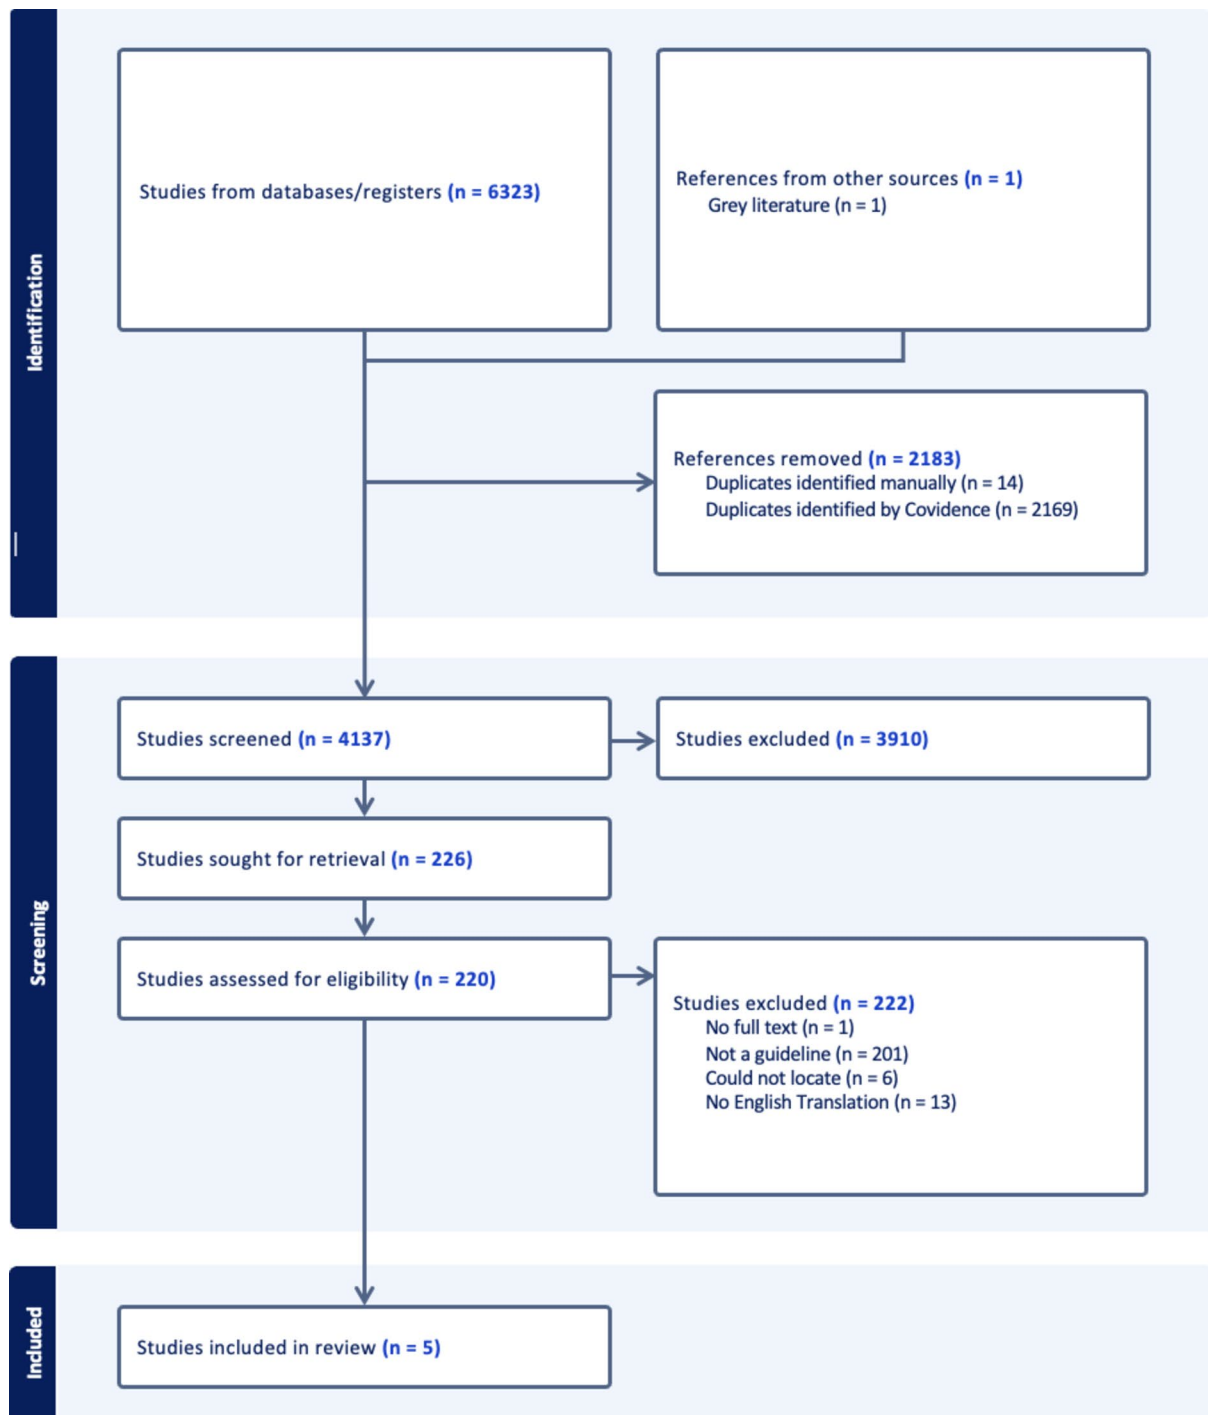 Identification
Studies from databases/registers (n = 6323)
References from other sources (n = 1)
Grey literature (n = 1)
References removed (n = 2183)
Duplicates identified manually (n = 14)
Duplicates identified by Covidence (n = 2169)
Screening
Studies screened (n = 4137)
Studies excluded (n = 3910)
Studies sought for retrieval (n = 226)
Studies assessed for eligibility (n = 220)
Studies excluded (n = 222)
No full text (n = 1)
Not a guideline (n = 201)
Could not locate (n = 6)
No English Translation (n = 13)
Included
Studies included in review (n = 5)